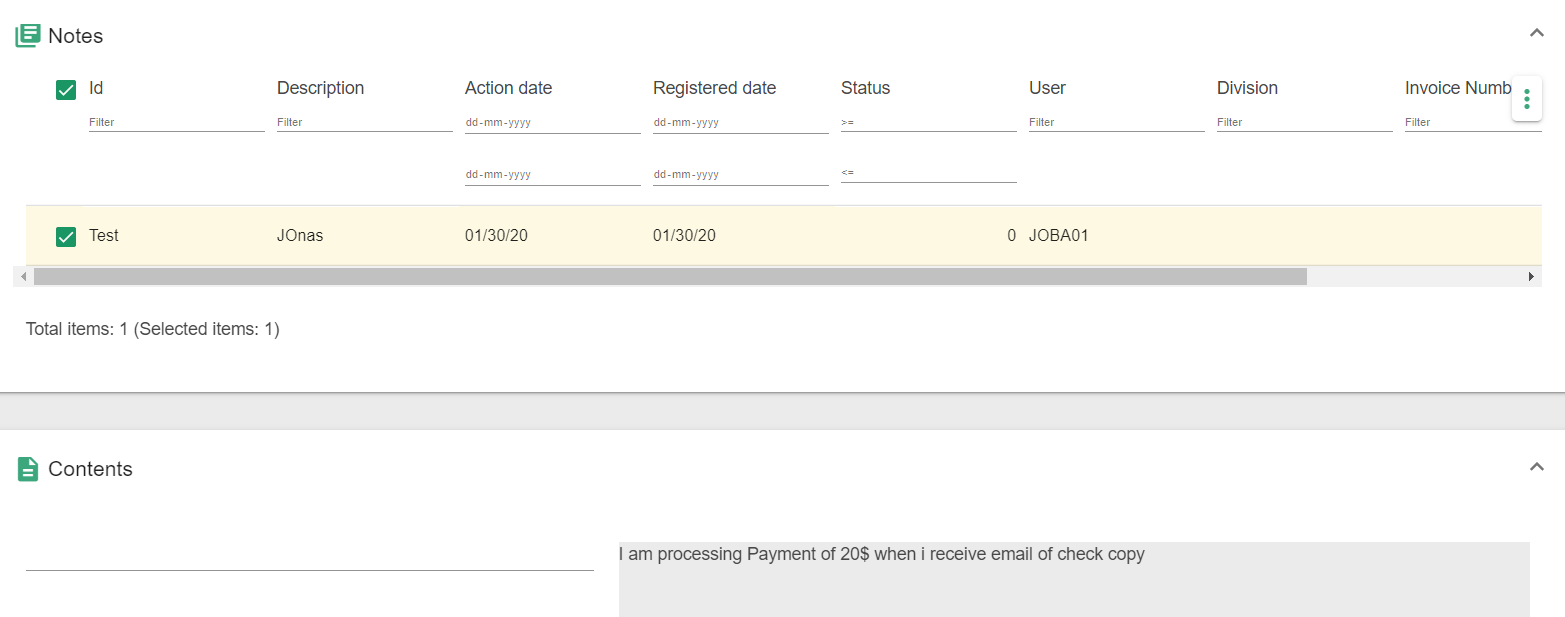 Notes
Id Description Action date Registered date Status User Division Invoice Numb
Filter Filter dd-mm-yyyy dd-mm-yyyy >= Filter Filter Filter
dd-mm-yyyy dd-mm-yyyy <=
Test JOnas 01/30/20 01/30/20 0 JOBA01
Total items: 1 (Selected items: 1)
Contents
I am processing Payment of 20$ when i receive email of check copy